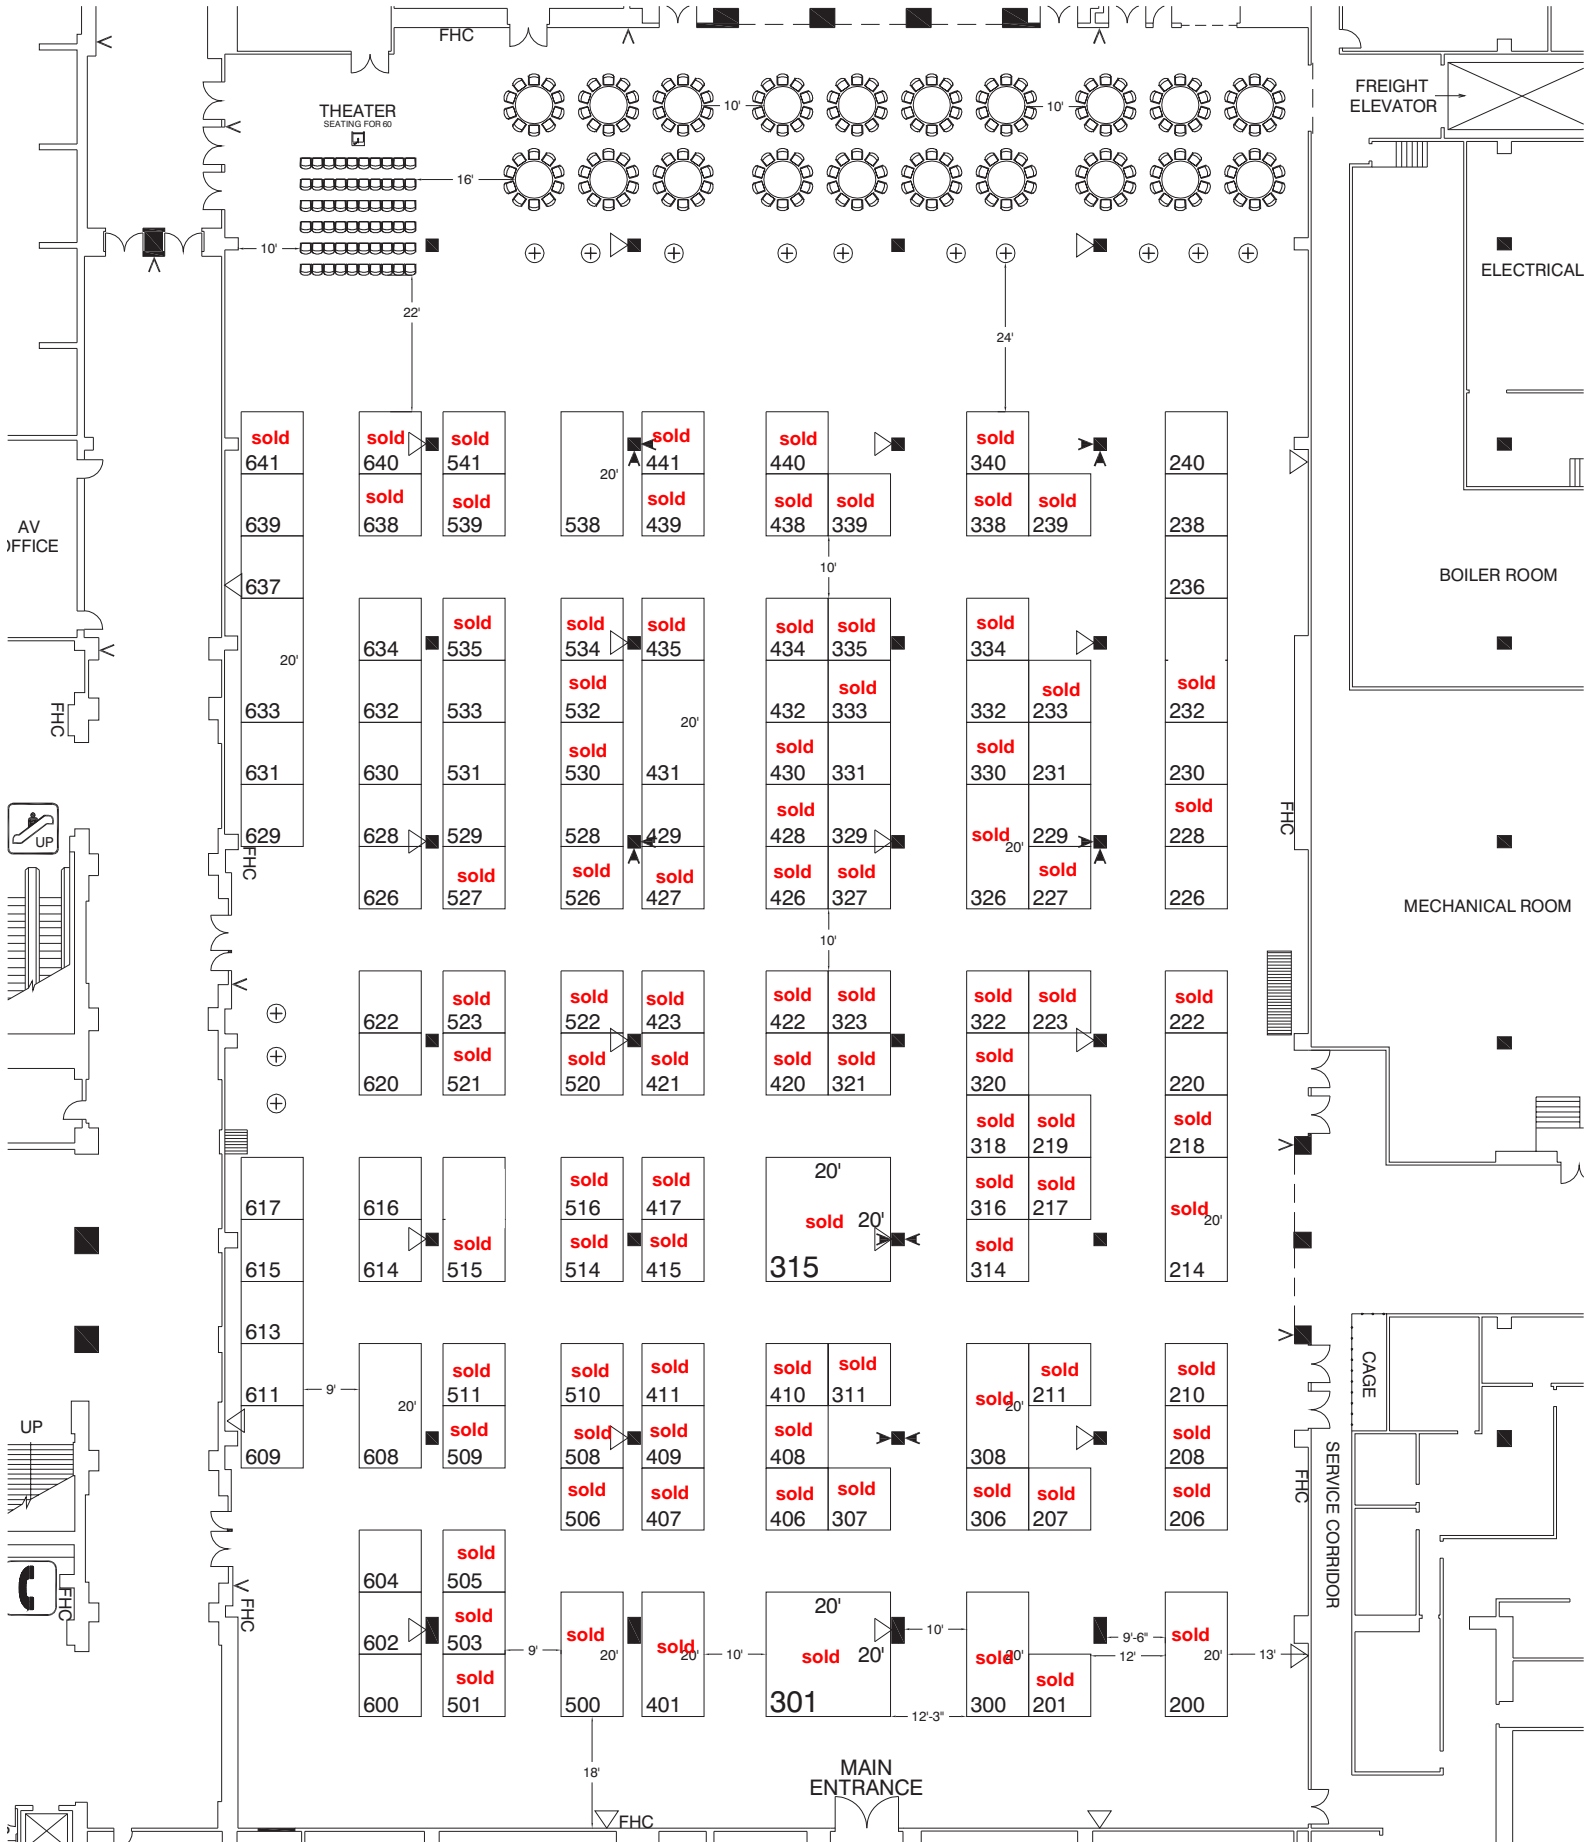 FHC
THEATER
SEATING FOR 60
10'
10'
FREIGHT
ELEVATOR
16'
10'
ELECTRICAL
22'
24'
sold sold sold sold sold sold
641 640 541 441 440 340 240
20'
sold sold sold sold sold sold sold
639 638 539 538 439 438 339 338 239 238
AV
OFFICE
10'
637 236
BOILER ROOM
sold sold sold sold sold sold
634 535 534 435 434 335 334
20'
sold sold sold sold
633 632 533 532 432 333 332 233 232
20'
FHC
sold sold sold
631 630 531 530 431 430 331 330 231 230
sold sold sold
629 628 529 528 429 428 329 20' 229 228
UP
FHC
FHC
sold sold sold sold sold sold
626 527 526 427 426 327 326 227 226
MECHANICAL ROOM
10'
sold sold sold sold sold sold sold sold
622 523 522 423 422 323 322 223 222
sold sold sold sold sold sold
620 521 520 421 420 321 320 220
sold sold sold
318 219 218
20'
sold sold sold sold
617 616 516 417 316 217
sold 20' sold 20'
sold sold sold sold
615 614 515 514 415 315 314 214
613
CAGE
sold sold sold sold sold sold sold
611 9' 511 510 411 410 311 211 210
20' sold 20'
sold sold sold sold sold
609 608 509 508 409 408 308 208
UP
FHC
SERVICE CORRIDOR
sold sold sold sold sold sold sold
506 407 406 307 306 207 206
sold
604 505
FHC
FHC
20'
sold sold sold
602 503 10' 9'-6"
9' 20' sold 20' 10' sold 20' sold 20' 12' 20' 13'
sold sold
600 501 500 401 301 300 201 200
12'-3"
18'
MAIN
ENTRANCE
FHC